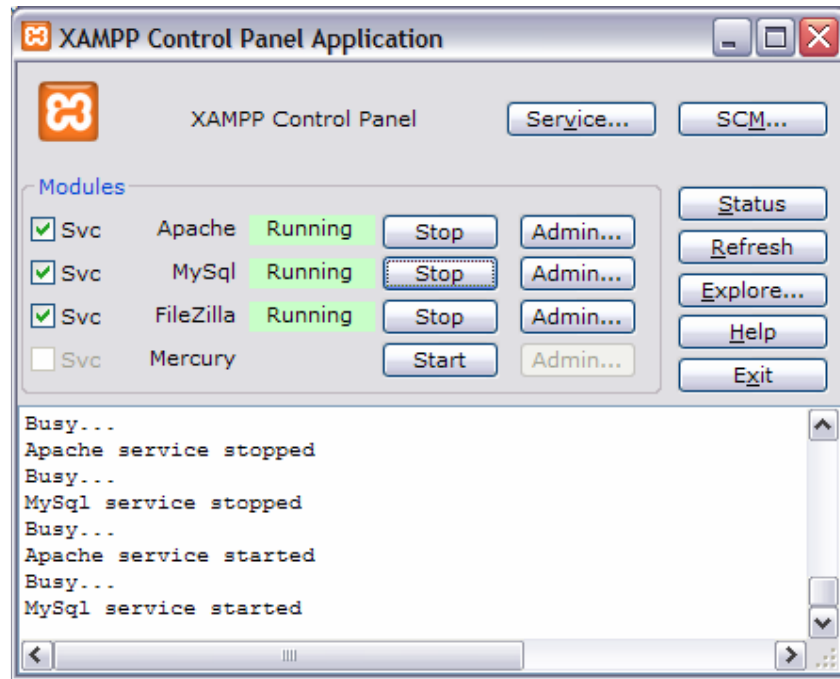 XAMPP Control Panel Application
XAMPP Control Panel Service... SCM...
Modules
Svc Apache Running Stop Admin...
Svc MySql Running Stop Admin...
Svc FileZilla Running Stop Admin...
Svc Mercury Start Admin...
Status
Refresh
Explore...
Help
Exit
Busy...
Apache service stopped
Busy...
MySql service stopped
Busy...
Apache service started
Busy...
MySql service started